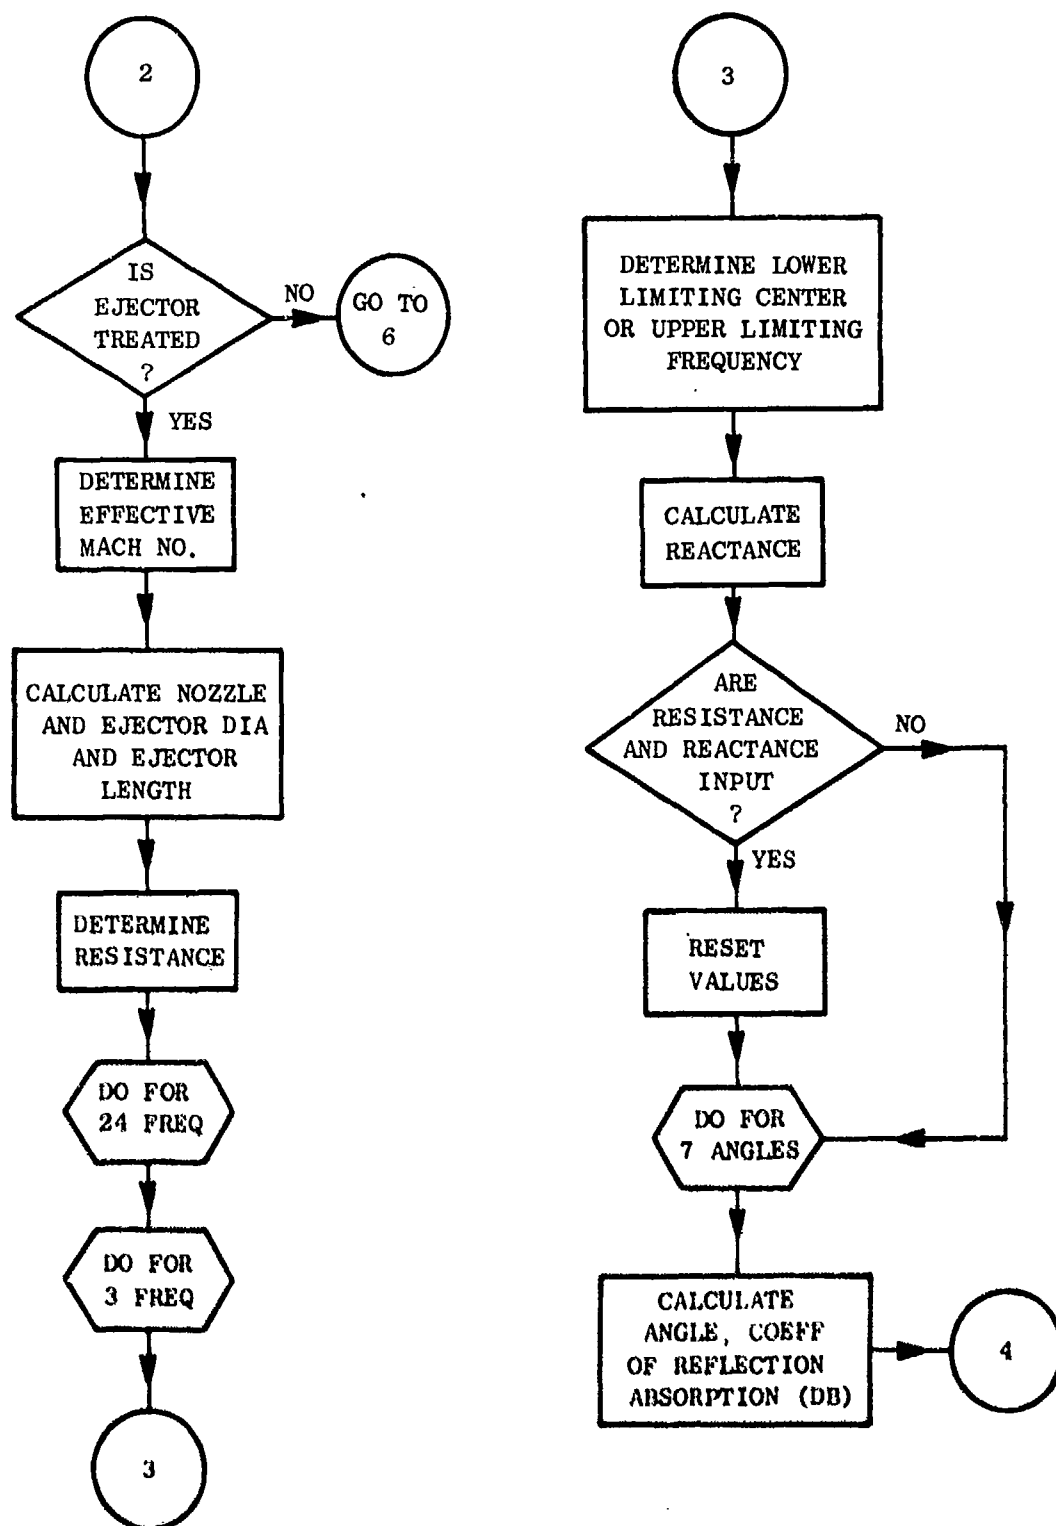 2
IS
EJECTOR
TREATED
?
NO
GO TO
6
YES
DETERMINE
EFFECTIVE
MACH NO.
CALCULATE NOZZLE
AND EJECTOR DIA
AND EJECTOR
LENGTH
DETERMINE
RESISTANCE
DO FOR
24 FREQ
DO FOR
3 FREQ
3
3
DETERMINE LOWER
LIMITING CENTER
OR UPPER LIMITING
FREQUENCY
CALCULATE
REACTANCE
ARE
RESISTANCE
AND REACTANCE
INPUT
?
NO
YES
RESET
VALUES
DO FOR
7 ANGLES
CALCULATE
ANGLE, COEFF
OF REFLECTION
ABSORPTION (DB)
4